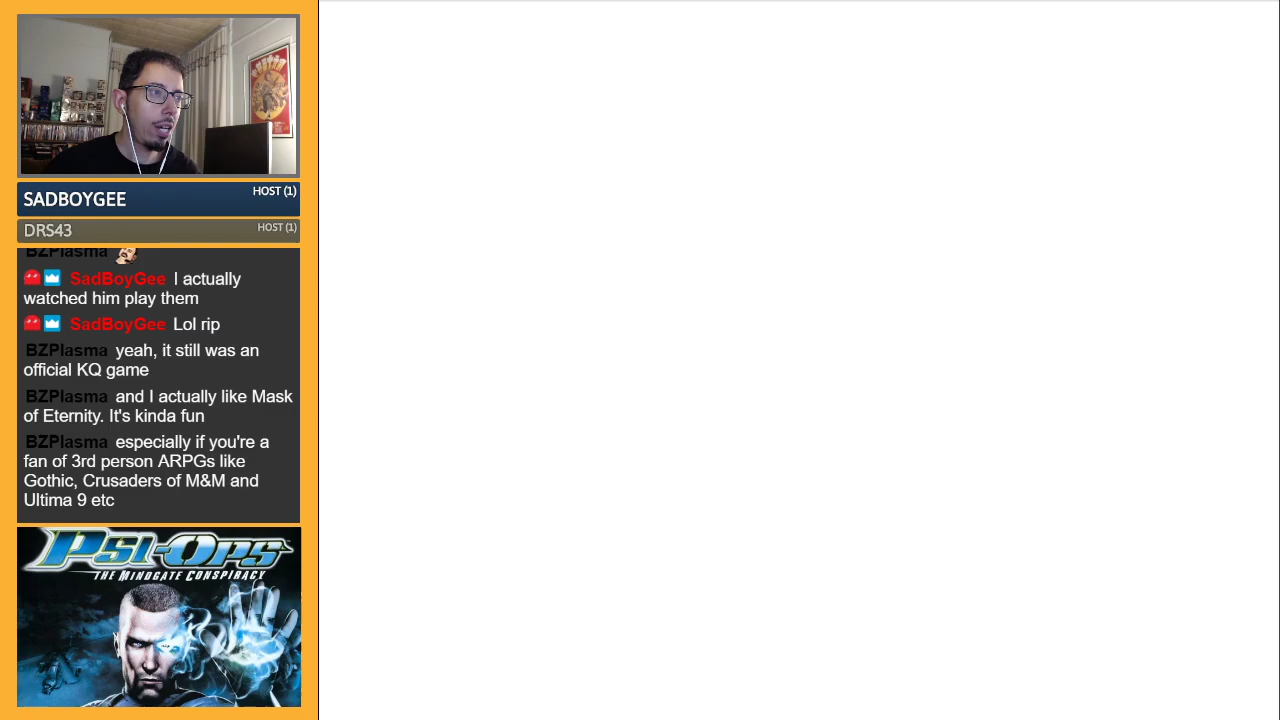 SADBOYGEE
HOST (1)
DRS43
HOST (1)
BZPlasma
SadBoyGee I actually
watched him play them
SadBoyGee Lol rip
BZPlasma yeah, it still was an
official KQ game
BZPlasma and I actually like Mask
of Eternity. It's kinda fun
BZPlasma especially if you're a
fan of 3rd person ARPGs like
Gothic, Crusaders of M&M and
Ultima 9 etc
PSI-OPS
THE MINDGATE CONSPIRACY